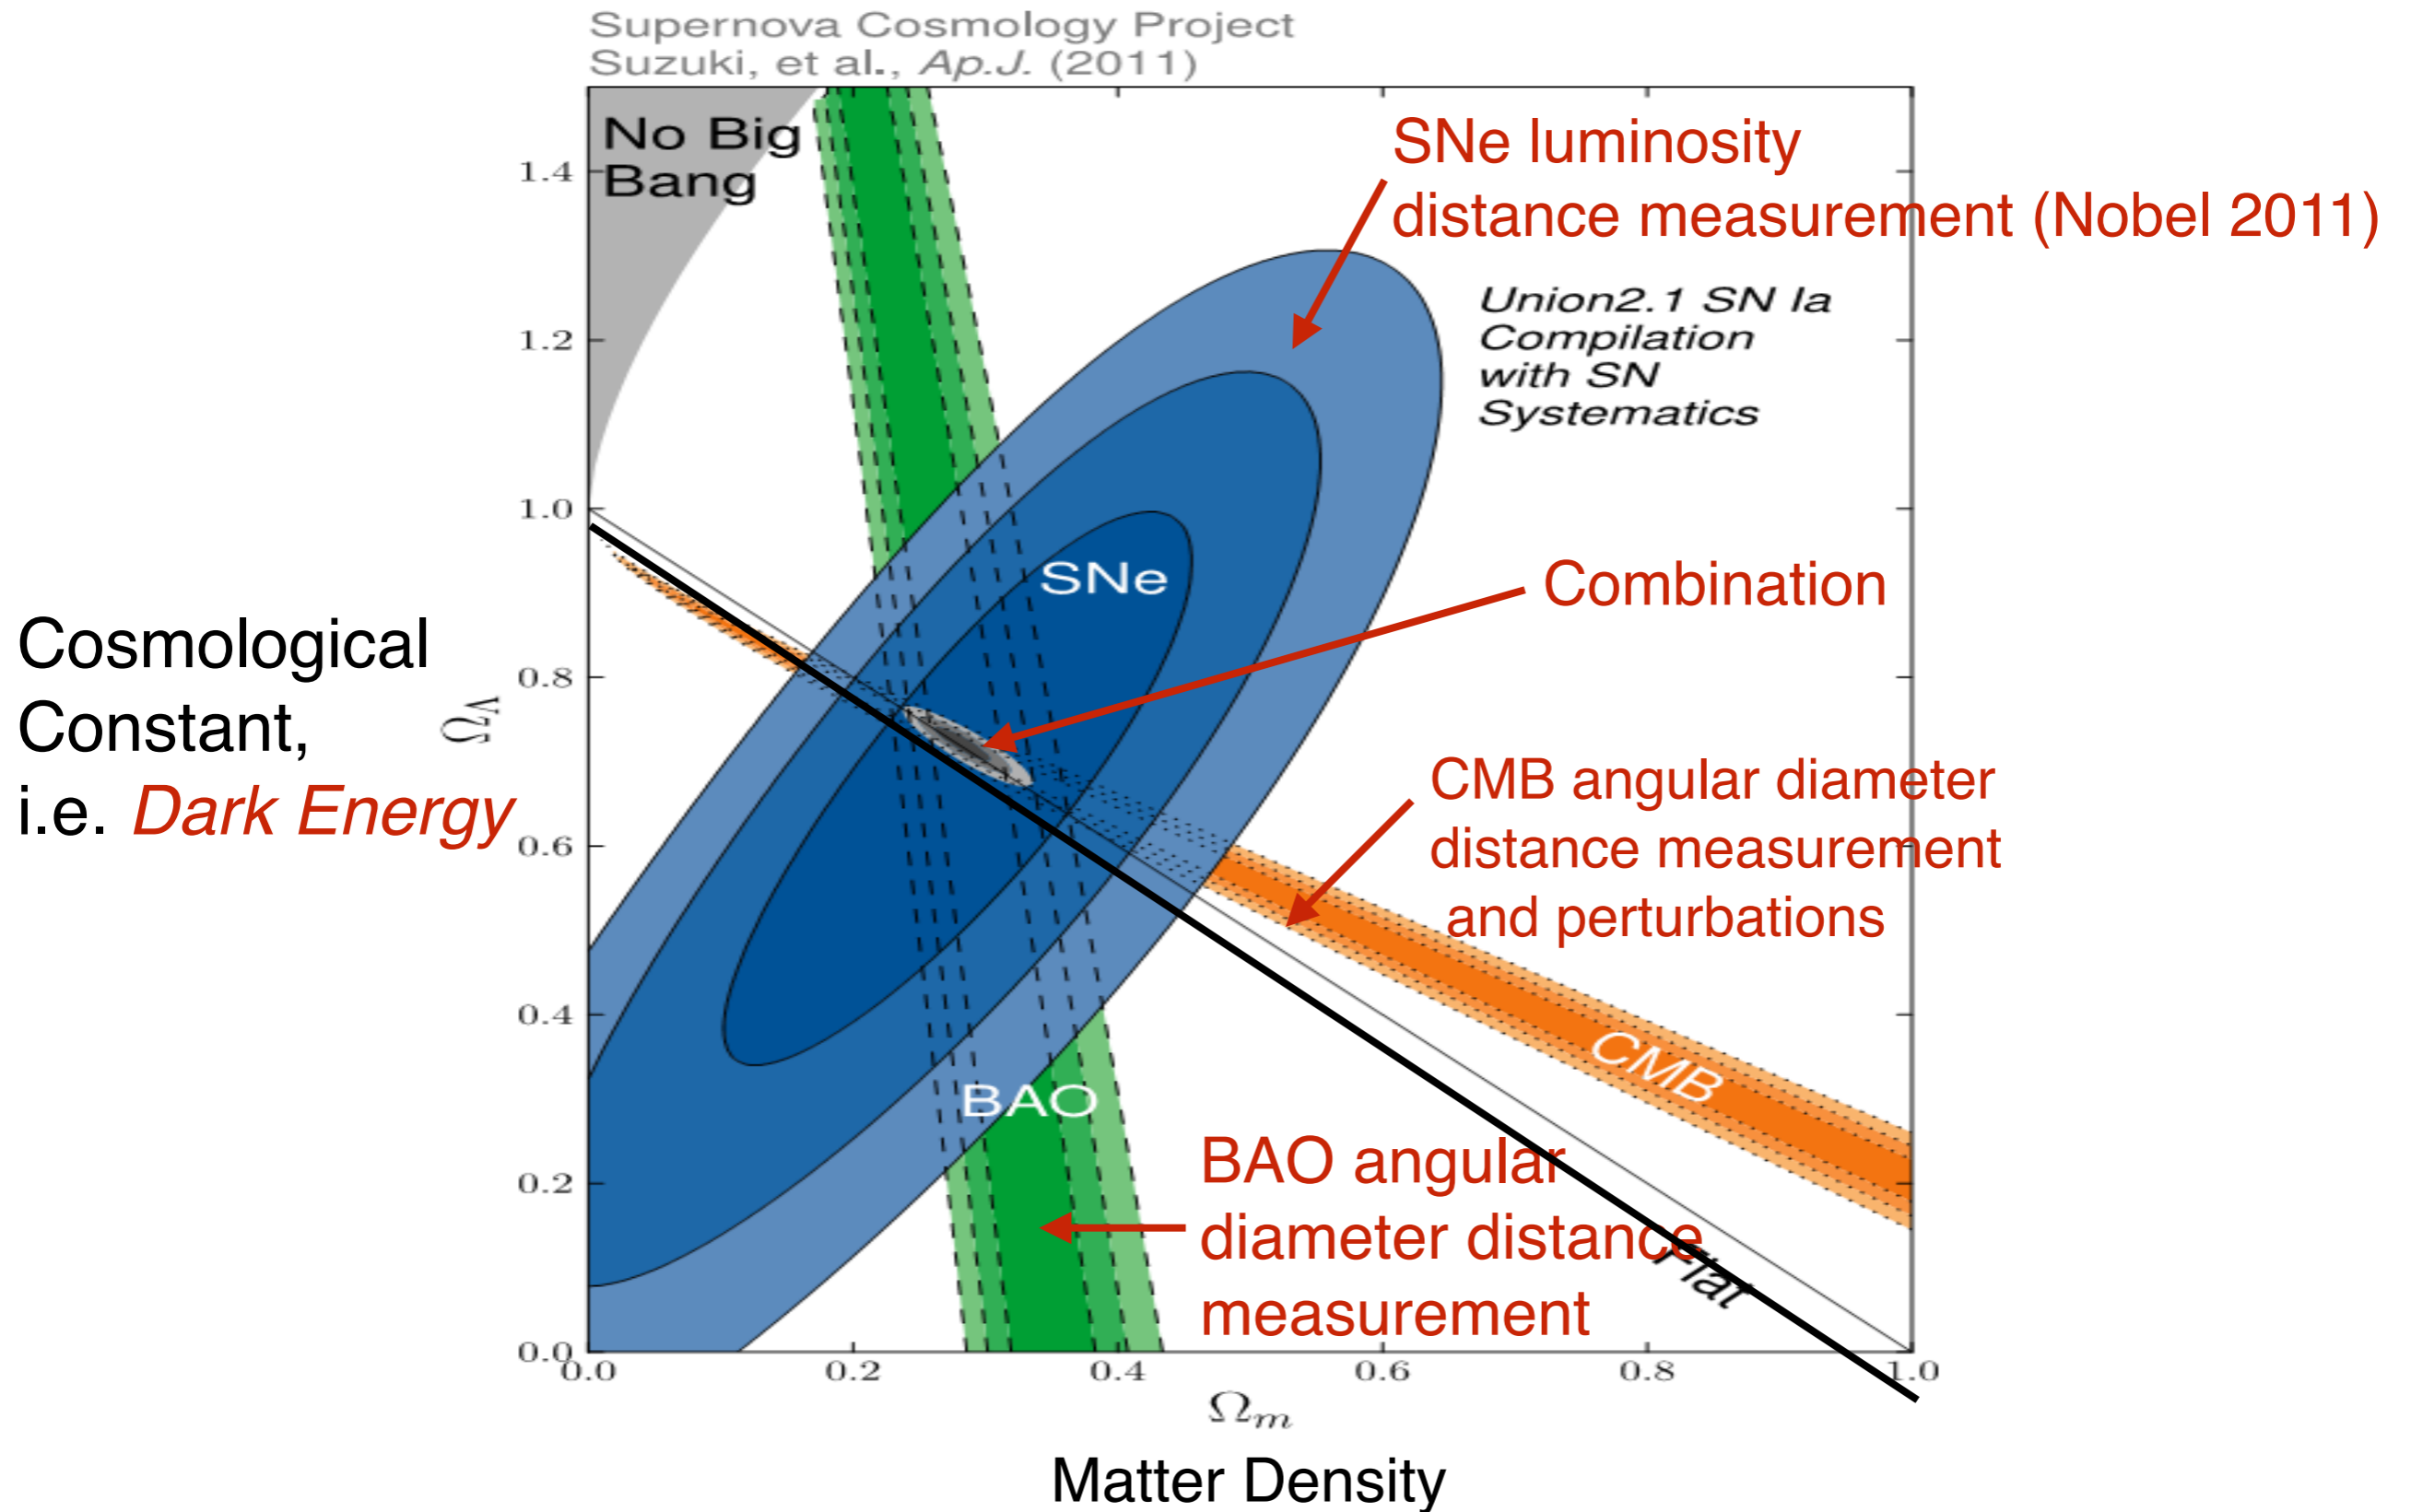 Supernova Cosmology Project
Suzuki, et al., Ap.J. (2011)
No Big
Bang
SNe luminosity
distance measurement (Nobel 2011)
Union2.1 SN Ia
Compilation
with SN
Systematics
1.4
1.2
1.0
0.8
0.6
0.4
0.2
0.0
SNe
Combination
Cosmological
Constant,
i.e. Dark Energy
Ω_Λ
CMB angular diameter
distance measurement
and perturbations
CMB
BAO
BAO angular
diameter distance
measurement
Flat
0.0 0.2 0.4 0.6 0.8 1.0
Ω_m
Matter Density